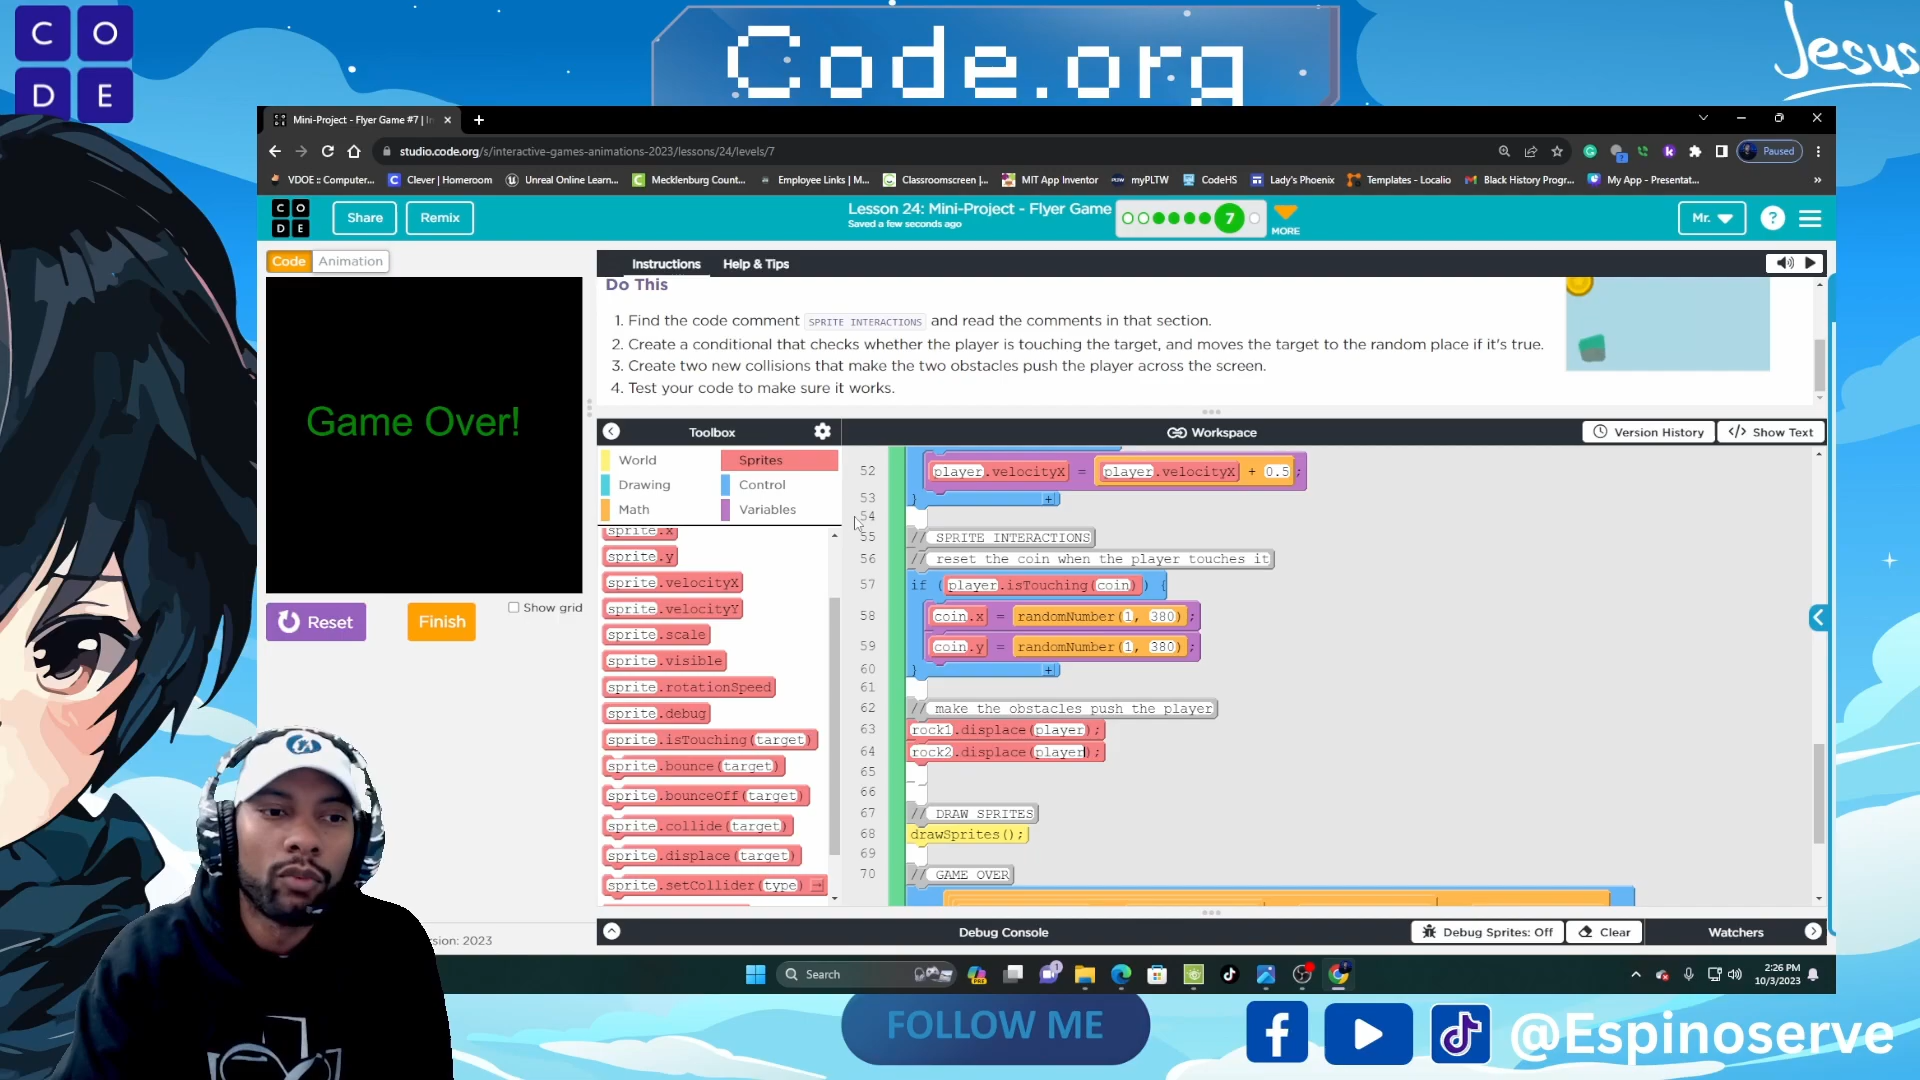 C O
D E
Code.org
Jesus
Mini-Project - Flyer Game #7 | In
studio.code.org/s/interactive-games-animations-2023/lessons/24/levels/7
Paused
VDOE :: Computer...
Clever | Homeroom
Unreal Online Learn...
Mecklenburg Count...
Employee Links | M...
Classroomscreen |...
MIT App Inventor
myPLTW
CodeHS
Lady's Phoenix
Templates - Localio
Black History Progr...
My App - Presentat...
»
C O
D E
Share
Remix
Lesson 24: Mini-Project - Flyer Game
Saved a few seconds ago
7
MORE
Mr.
?
Code
Animation
Instructions
Help & Tips
Do This
1. Find the code comment SPRITE INTERACTIONS and read the comments in that section.
2. Create a conditional that checks whether the player is touching the target, and moves the target to the random place if it's true.
3. Create two new collisions that make the two obstacles push the player across the screen.
4. Test your code to make sure it works.
Game Over!
Reset
Finish
Show grid
Toolbox
Workspace
Version History
</> Show Text
World
Sprites
Drawing
Control
Math
Variables
sprite.x
sprite.y
sprite.velocityX
sprite.velocityY
sprite.scale
sprite.visible
sprite.rotationSpeed
sprite.debug
sprite.isTouching(target)
sprite.bounce(target)
sprite.bounceOff(target)
sprite.collide(target)
sprite.displace(target)
sprite.setCollider(type)
52 player.velocityX = player.velocityX + 0.5;
53 }
54
55 // SPRITE INTERACTIONS
56 // reset the coin when the player touches it
57 if (player.isTouching(coin)) {
58 coin.x = randomNumber(1, 380);
59 coin.y = randomNumber(1, 380);
60 }
61
62 // make the obstacles push the player
63 rock1.displace(player);
64 rock2.displace(player);
65
66
67 // DRAW SPRITES
68 drawSprites();
69
70 // GAME OVER
Debug Console
Debug Sprites: Off
Clear
Watchers
sion: 2023
Search
2:26 PM
10/3/2023
FOLLOW ME
@Espinoserve